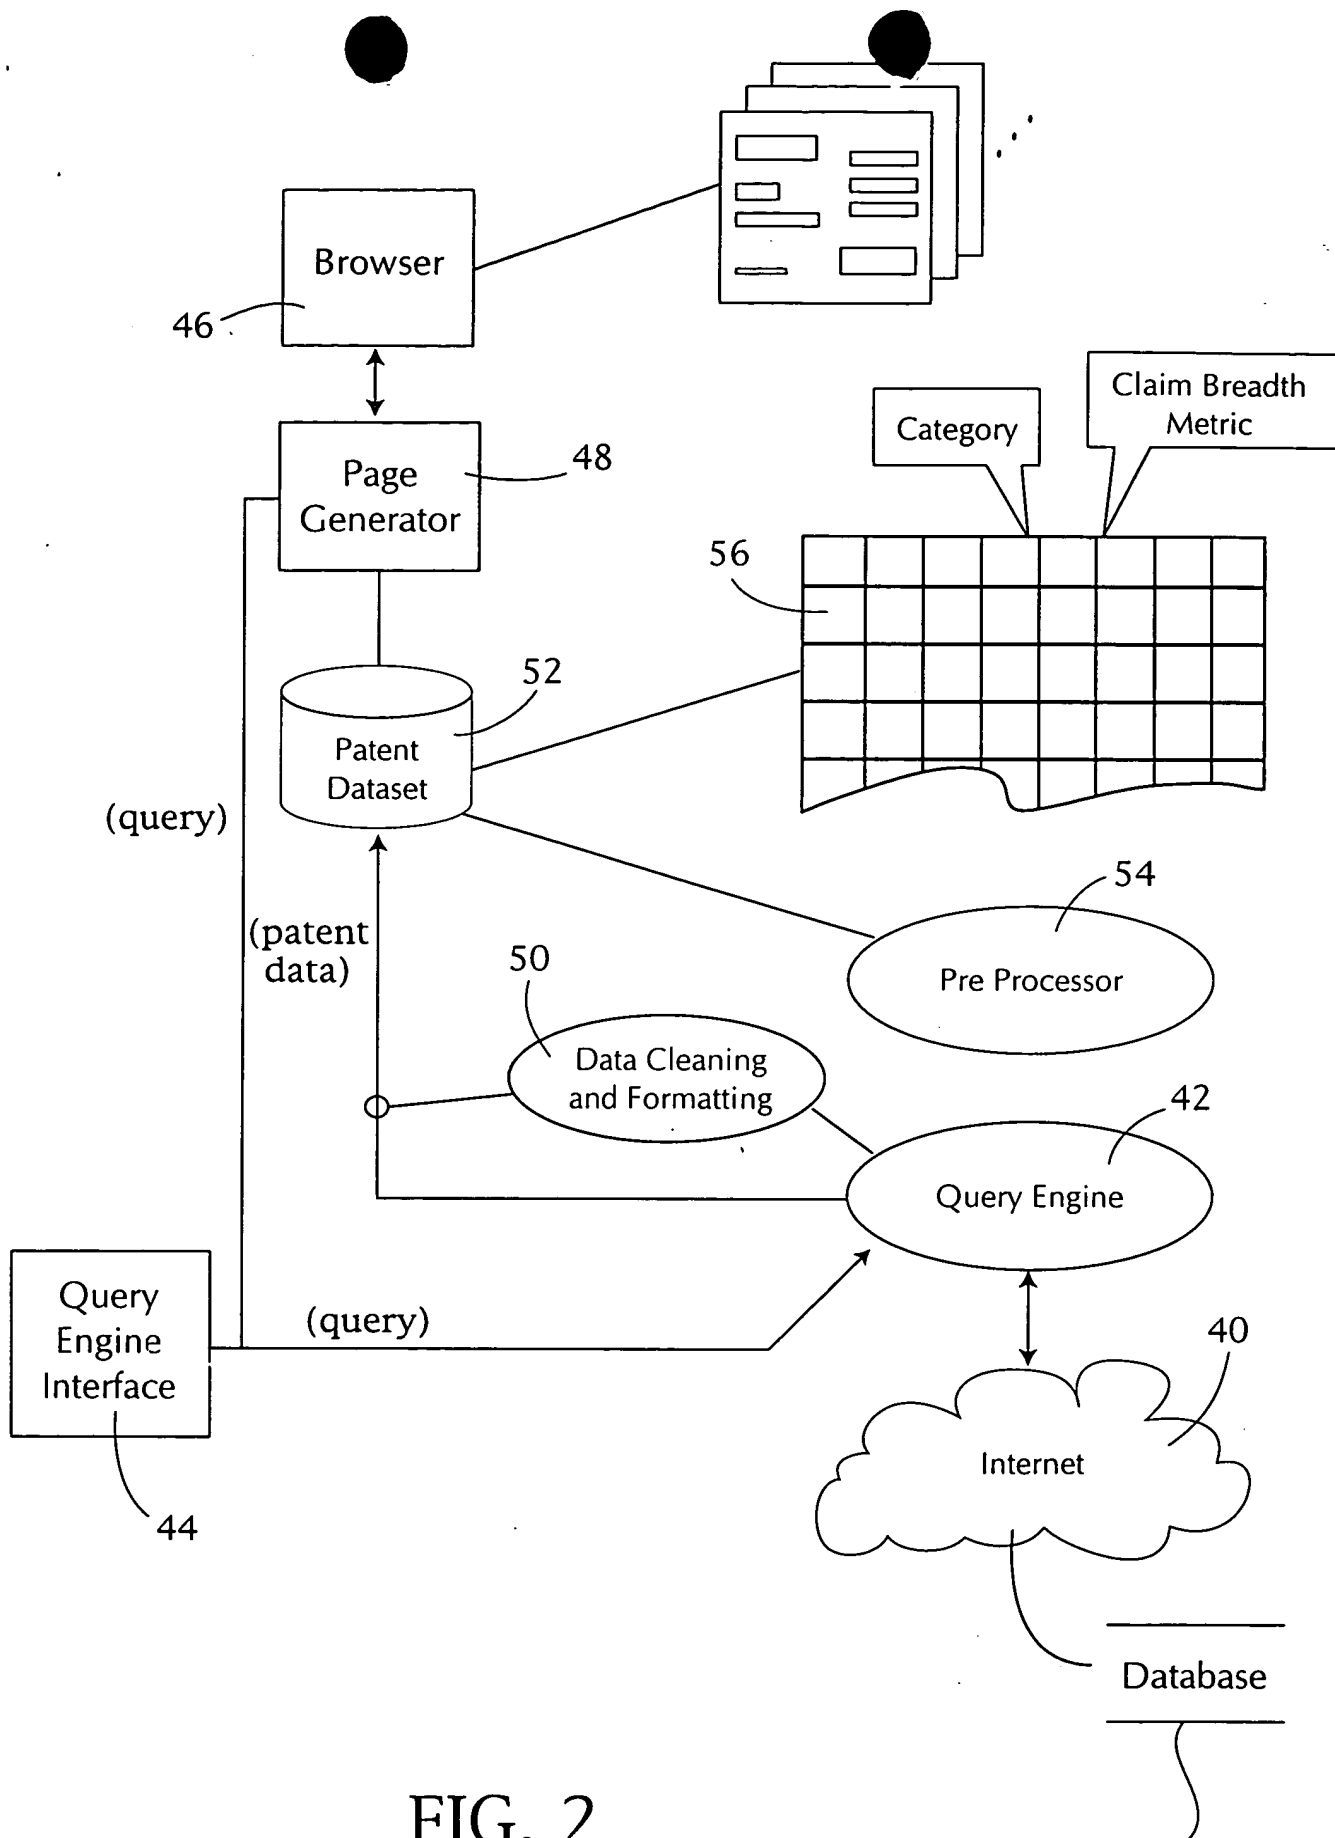 Browser
46
Category
Claim Breadth
Metric
Page
Generator
48
56
52
Patent
Dataset
(query)
54
(patent
data)
50
Pre Processor
Data Cleaning
and Formatting
42
Query Engine
Query
Engine
Interface
(query)
40
Internet
44
Database
FIG. 2